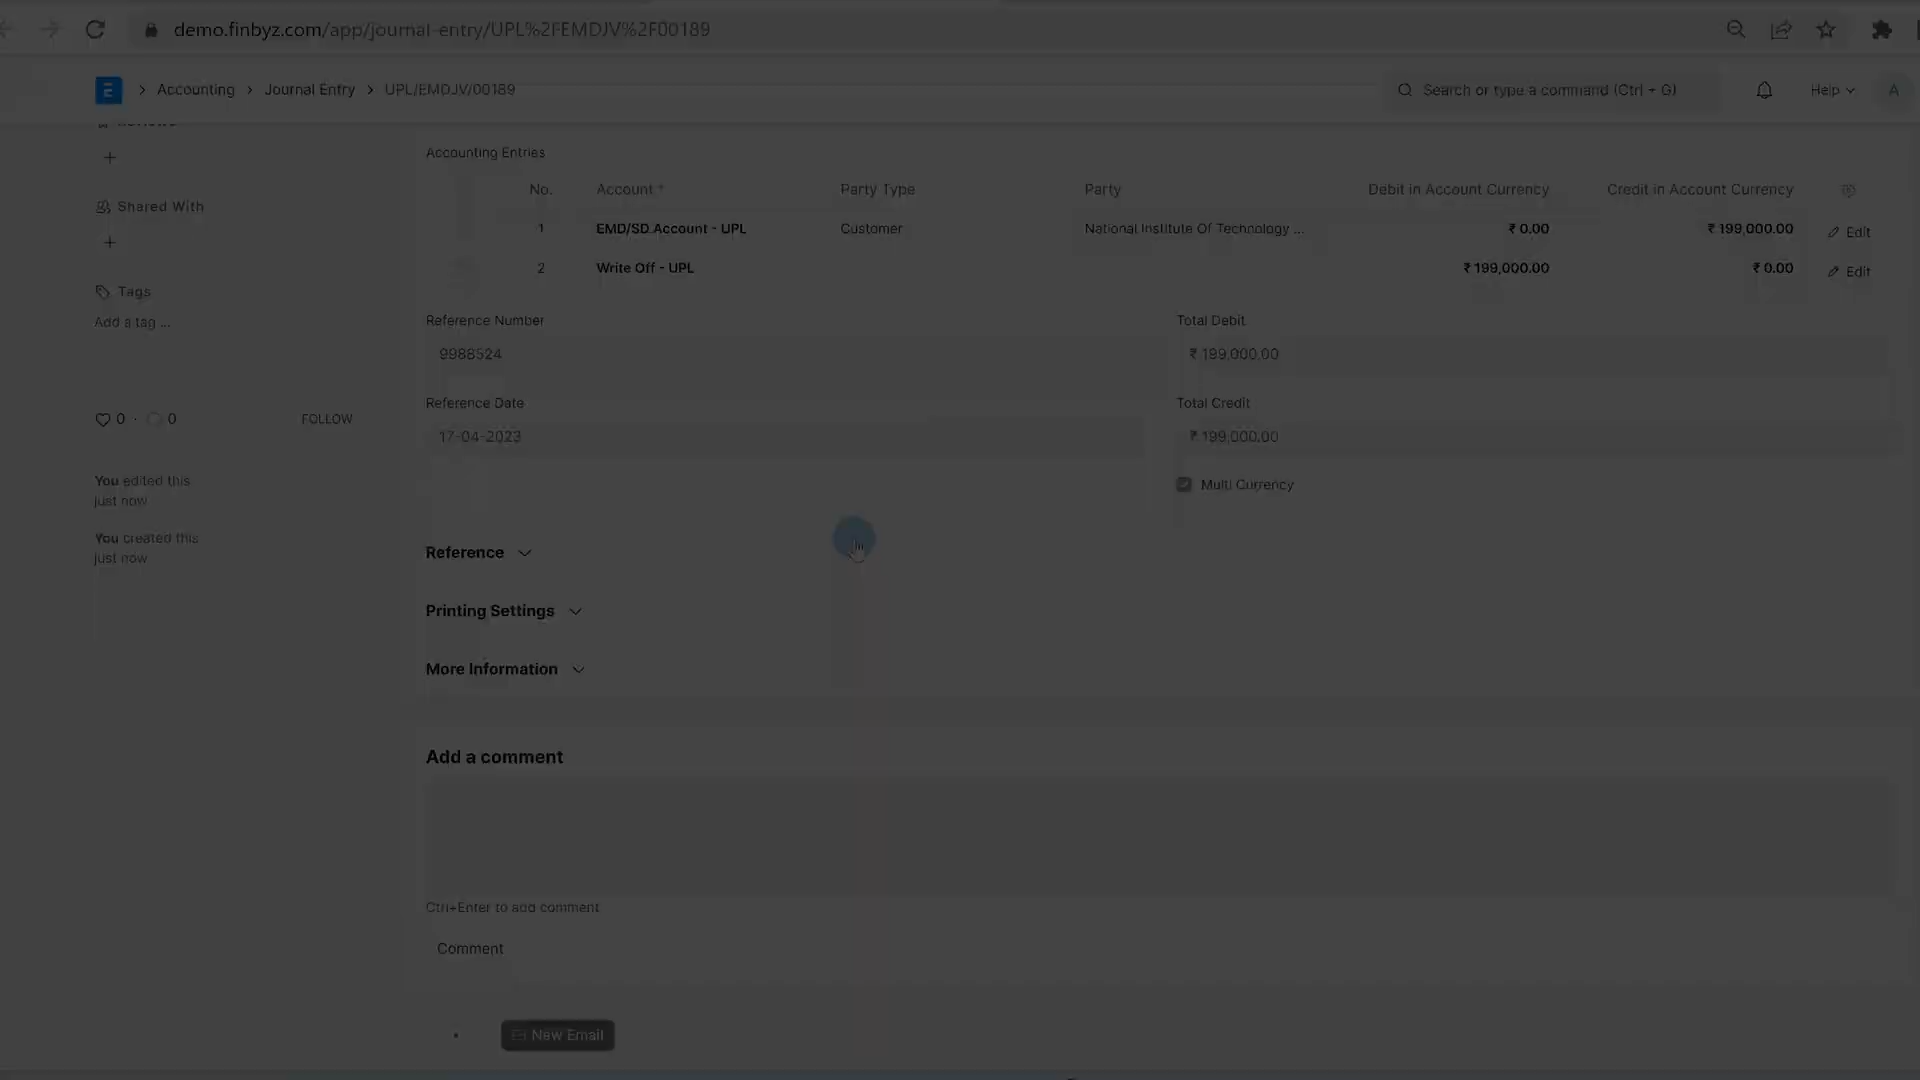 demo.finbyz.com/app/journal-entry/UPL%2FEMDJV%2F00189
E > Accounting > Journal Entry > UPL/EMDJV/00189
Search or type a command (Ctrl + G)
Help
A
Accounting Entries
No. Account * Party Type Party Debit in Account Currency Credit in Account Currency
1 EMD/SD Account - UPL Customer National Institute Of Technology ... ₹ 0.00 ₹ 199,000.00 Edit
2 Write Off - UPL ₹ 199,000.00 ₹ 0.00 Edit
+
Shared With
+
Tags
Add a tag ...
0 · 0 FOLLOW
You edited this
just now
You created this
just now
Reference Number
9988524
Reference Date
17-04-2023
Total Debit
₹ 199,000.00
Total Credit
₹ 199,000.00
Multi Currency
Reference
Printing Settings
More Information
Add a comment
Ctrl+Enter to add comment
Comment
New Email